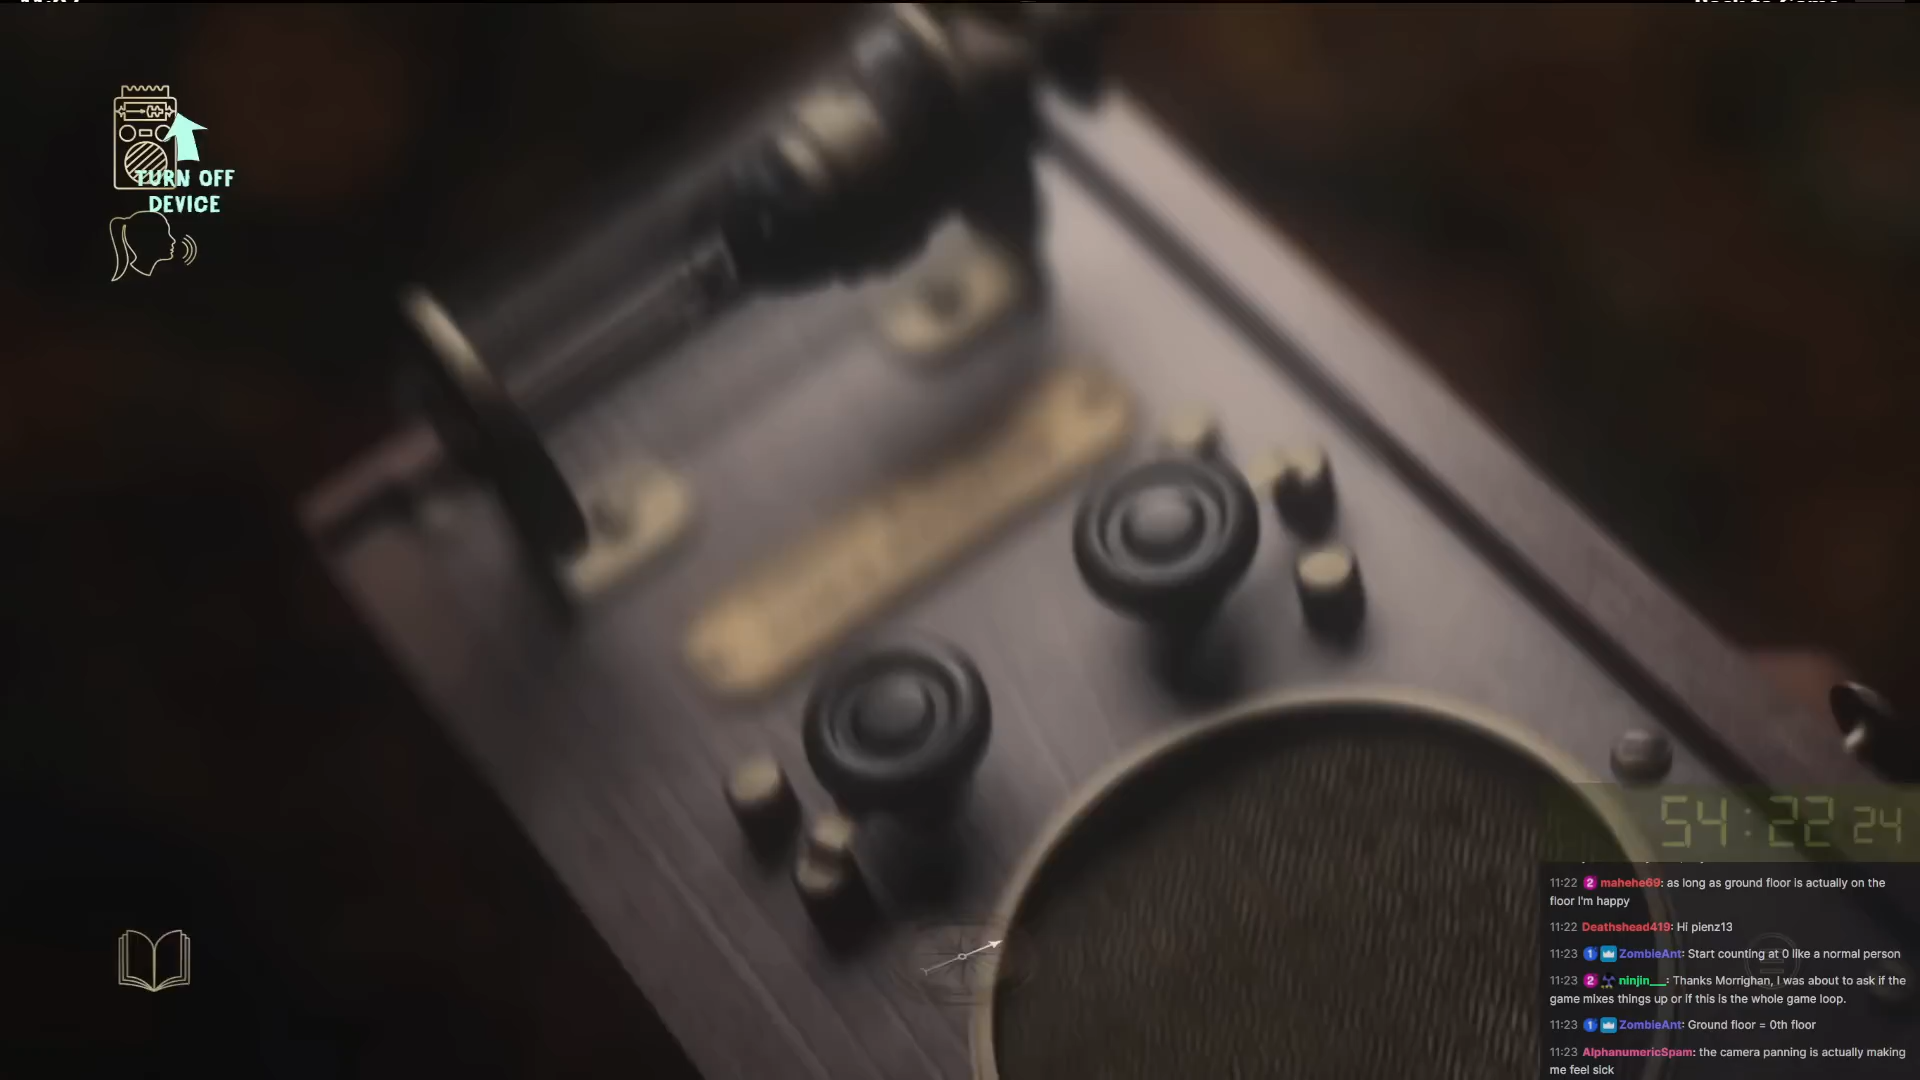 TURN OFF
DEVICE
54:22 24
11:22 2 mahehe69: as long as ground floor is actually on the
floor I'm happy
11:22 Deathshead419: Hi pienz13
11:23 1 ZombieAnt: Start counting at 0 like a normal person
11:23 2 ninjin__: Thanks Morrighan, I was about to ask if the
game mixes things up or if this is the whole game loop.
11:23 1 ZombieAnt: Ground floor = 0th floor
11:23 AlphanumericSpam: the camera panning is actually making
me feel sick